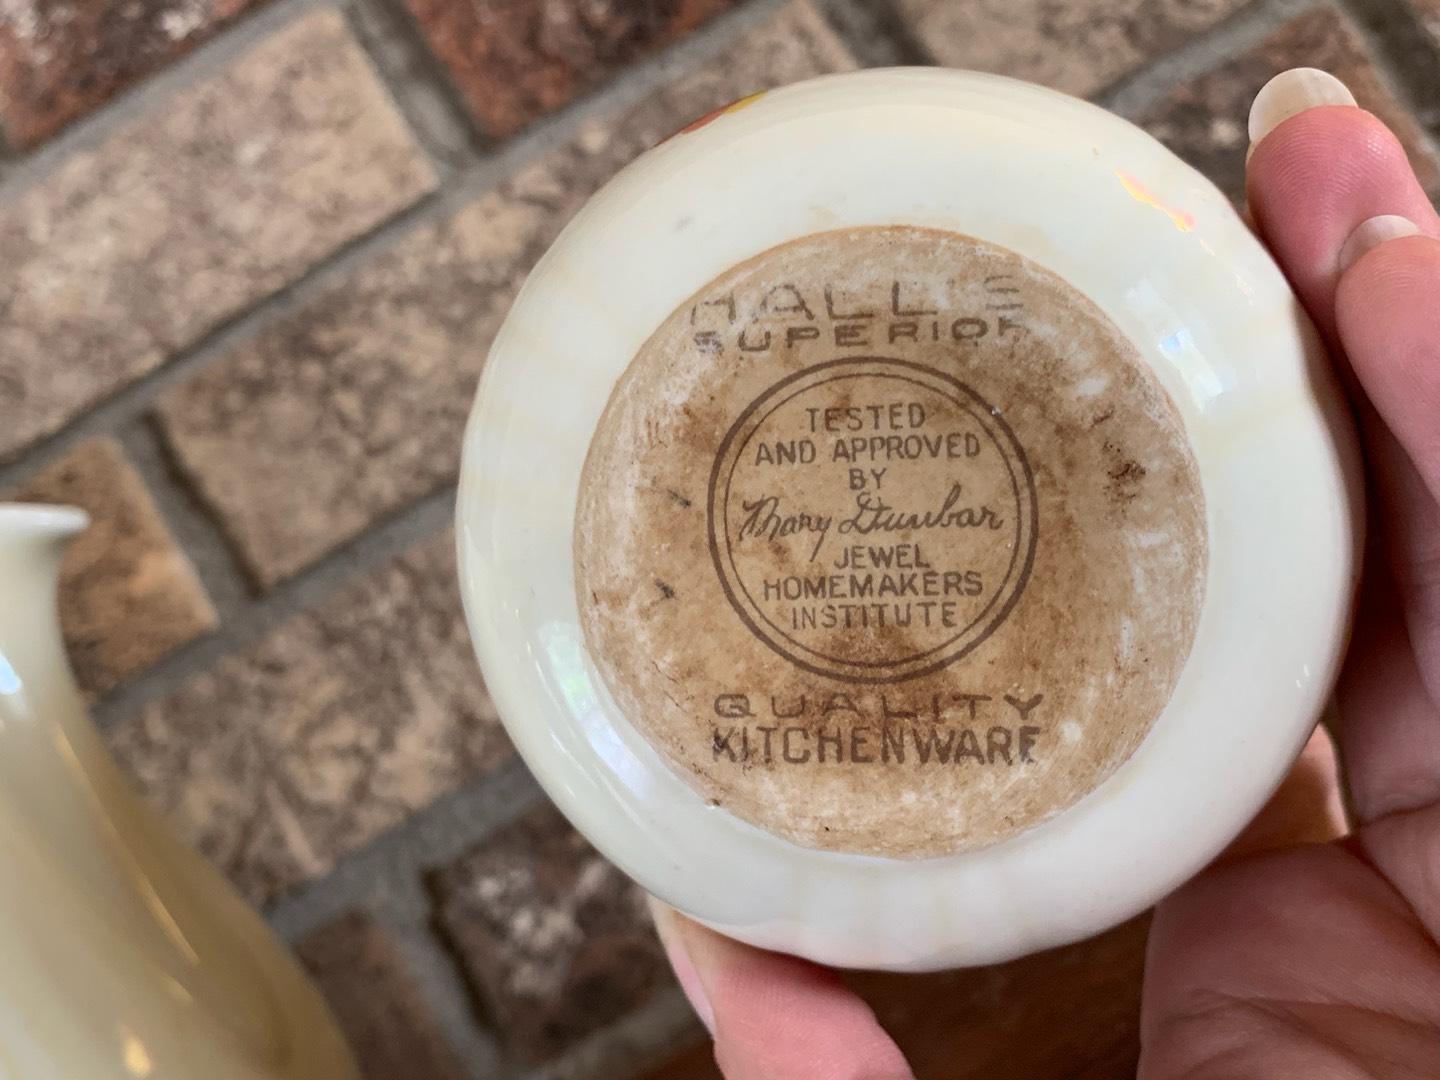 HALL'S
SUPERIOR
TESTED
AND APPROVED
BY
Mary Dunbar
JEWEL
HOMEMAKERS
INSTITUTE
QUALITY
KITCHENWARE